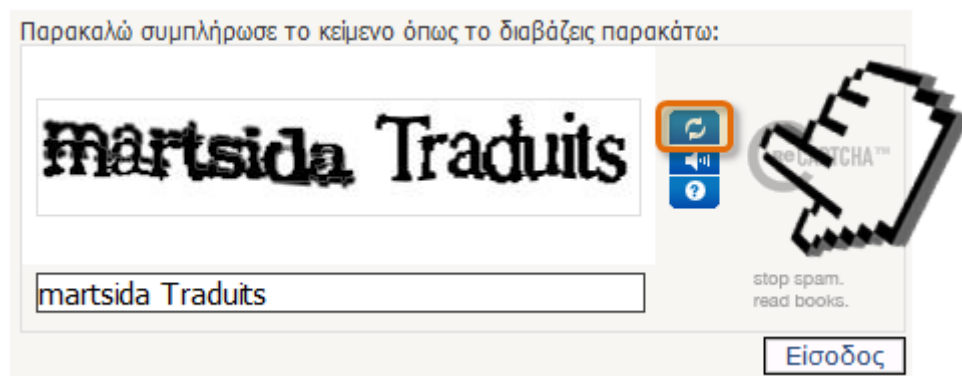 Παρακαλώ συμπλήρωσε το κείμενο όπως το διαβάζεις παρακάτω:
martsida Traduits
reCAPTCHA™
martsida Traduits
stop spam.
read books.
Είσοδος